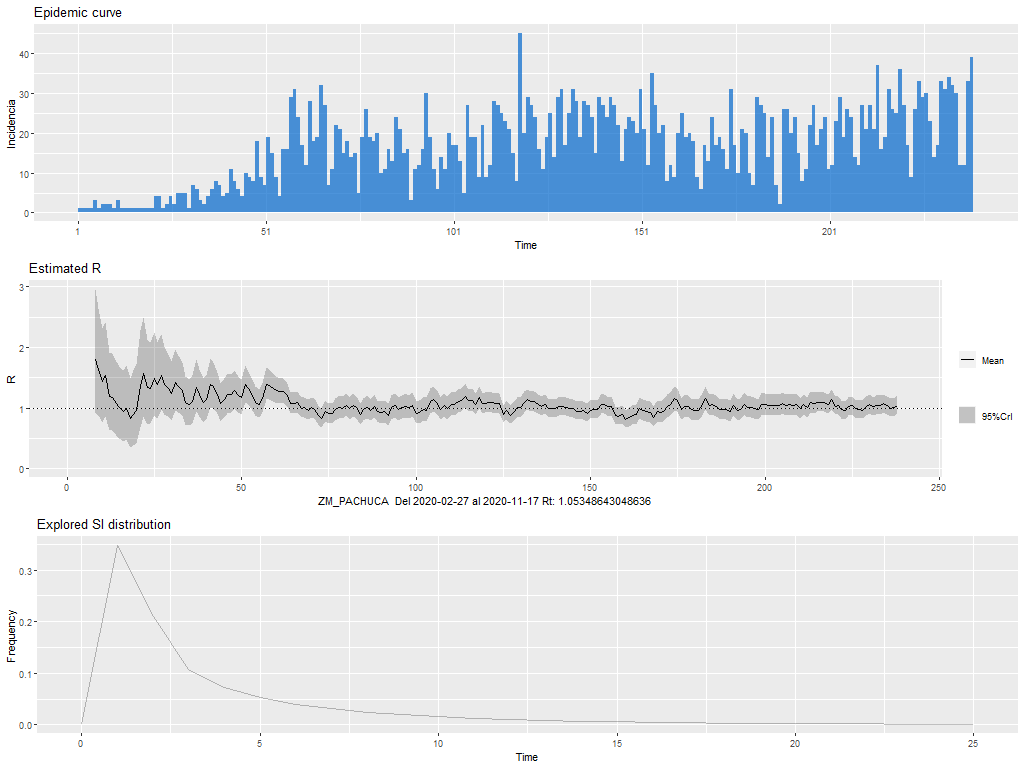 Epidemic curve
Incidencia
40
30
20
10
0
1
51
101
151
201
Time
Estimated R
R
3
2
1
0
0
50
100
150
200
250
ZM_PACHUCA Del 2020-02-27 al 2020-11-17 Rt: 1.05348643048636
Mean
95%CrI
Explored SI distribution
Frequency
0.3
0.2
0.1
0.0
0
5
10
15
20
25
Time